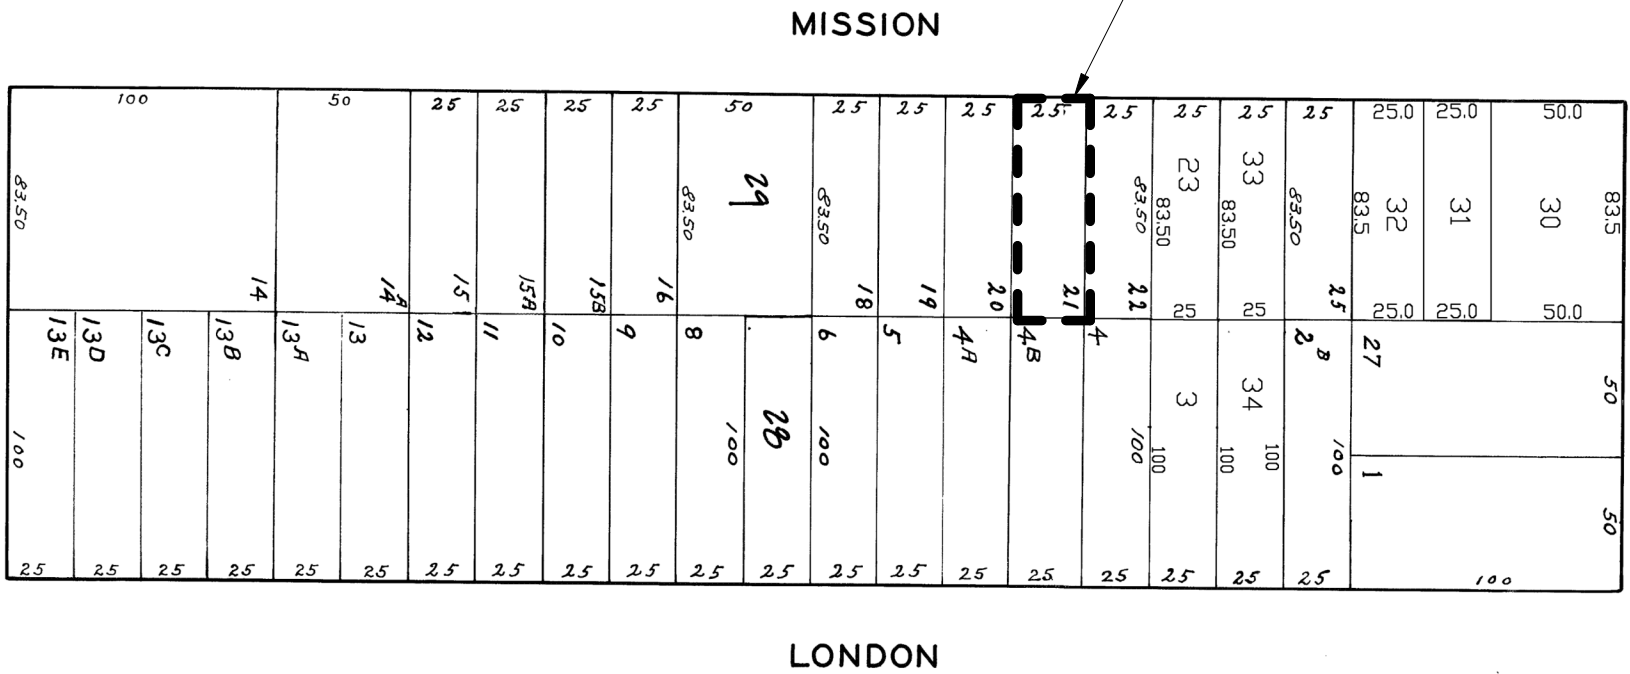 MISSION
100 50 25 25 25 25 50 25 25 25 25 25 25 25 25 25.0 25.0 50.0
83.50 83.50 29 83.50 83.50 23 83.50 33 83.50 83.50 83.5 32 31 30 83.5
14 14A 15 15A 15B 16 18 19 20 21 22 25 25 25 25.0 25.0 50.0
13E 13D 13C 13B 13A 13 12 11 10 9 8 6 5 4A 4B 4 2B 27
3 34 50
100 100 28 100 100 100 100 100 100 1
50
25 25 25 25 25 25 25 25 25 25 25 25 25 25 25 25 25 25 25 25 100
LONDON